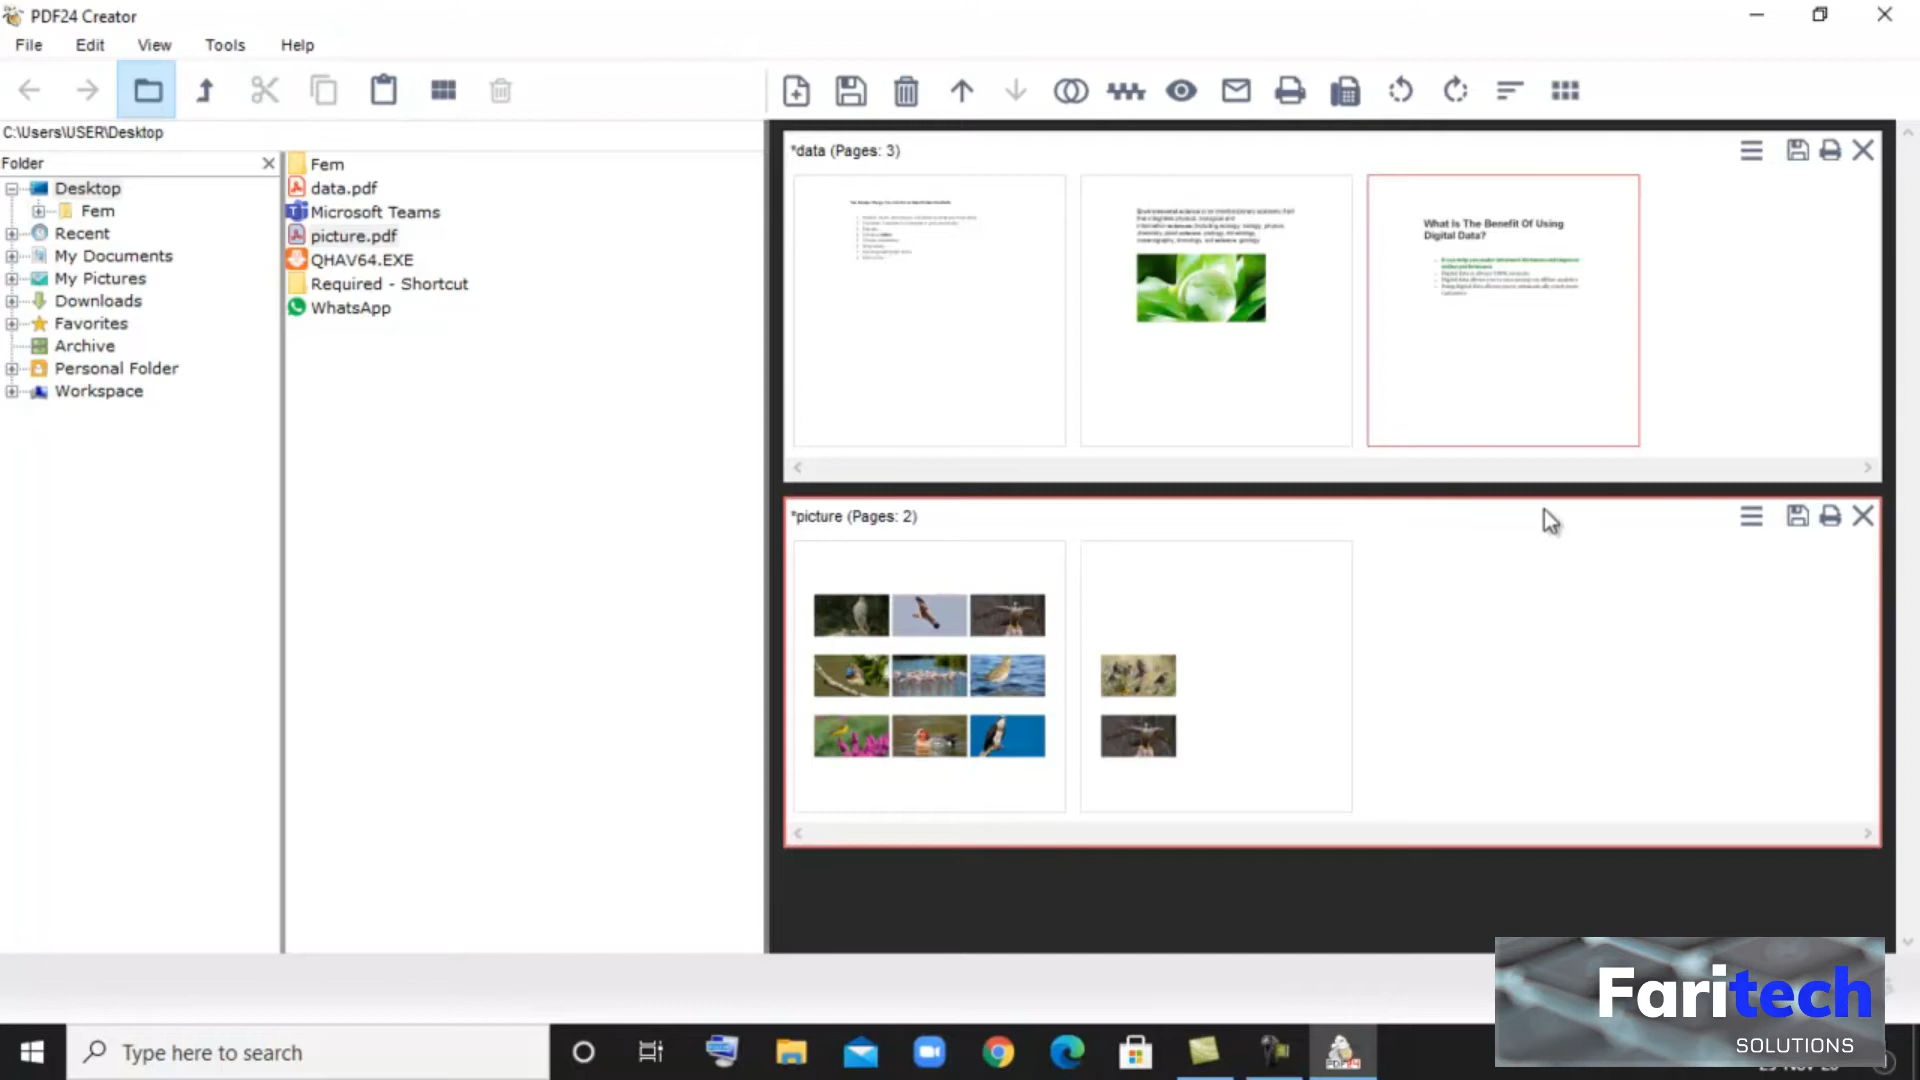 PDF24 Creator
File Edit View Tools Help
C:\Users\USER\Desktop
Folder
Desktop
Fem
Recent
My Documents
My Pictures
Downloads
Favorites
Archive
Personal Folder
Workspace
Fem
data.pdf
Microsoft Teams
picture.pdf
QHAV64.EXE
Required - Shortcut
WhatsApp
*data (Pages: 3)
What Is The Benefit Of Using
Digital Data?
*picture (Pages: 2)
Faritech
SOLUTIONS
Type here to search